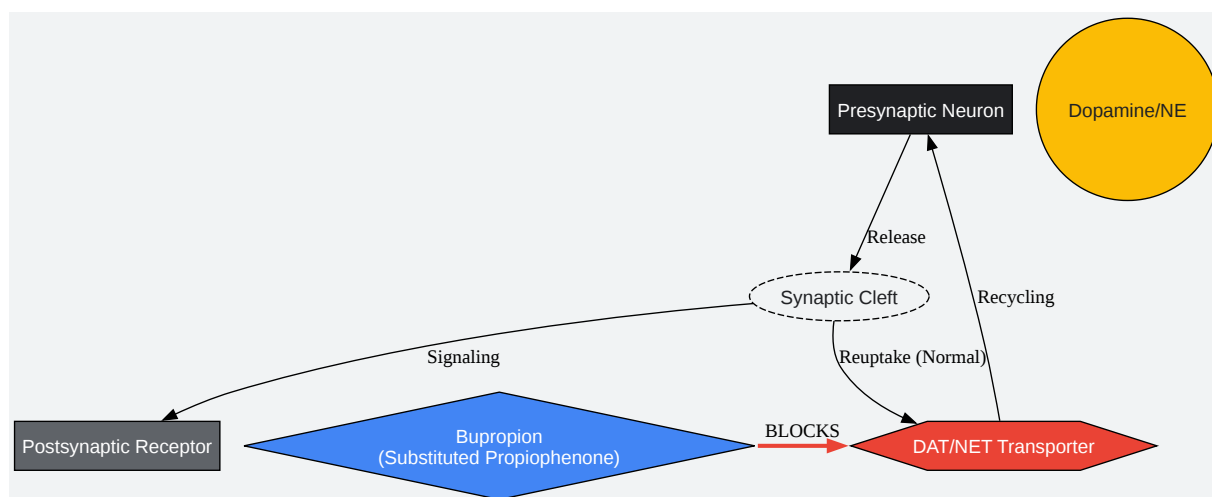 Presynaptic Neuron
Dopamine/NE
Release
Synaptic Cleft
Recycling
Signaling
Reuptake (Normal)
Postsynaptic Receptor
Bupropion
(Substituted Propiophenone)
BLOCKS
DAT/NET Transporter